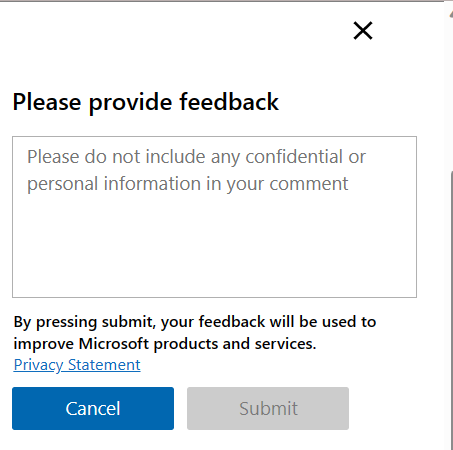 Please provide feedback
Please do not include any confidential or
personal information in your comment
By pressing submit, your feedback will be used to
improve Microsoft products and services.
Privacy Statement
Cancel Submit